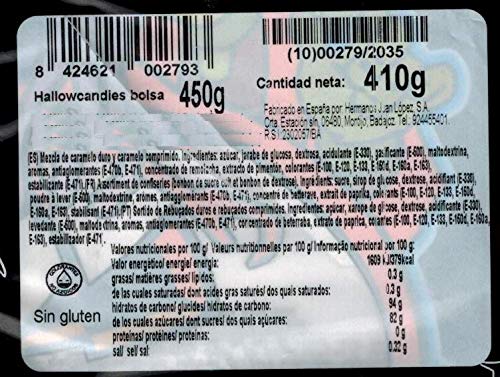 8 424621 002793
(10)00279/2035
Hallowcandies bolsa 450g
Cantidad neta: 410g
Fabricado en España por: Hermanos Juan López, S.A.
Ctra. Estación s/n, 06480, Montijo, Badajoz. Tel.: 924455401.
R.S.I. 2302057BA
(ES) Mezcla de caramelo duro y caramelo comprimido. Ingredientes: azúcar, jarabe de glucosa, dextrosa, acidulante (E-330), gasificante (E-500), maltodextrina,
aromas, antiaglomerantes (E-470b, E-471), concentrado de remolacha, extracto de pimentón, colorantes (E-100, E-120, E-133, E-160a, E-163),
estabilizante (E-471).(FR) Assortiment de confiseries (bonbon de sucre cuit et bonbon de dextrose). Ingrédients: sucre, sirop de glucose, dextrose, acidifiant (E-330),
poudre à lever (E-500), maltodextrine, arômes, antiagglomérants (E-470b, E-471), concentré de betterave, extrait de paprika, colorants (E-100, E-120, E-133, E-160d,
E-160a, E-163), stabilisant (E-471).(PT) Sortido de Rebuçados duros e rebuçados comprimidos. Ingredientes: açúcar, xarope de glicose, dextrose, acidificante (E-330),
levedante (E-500), maltodextrina, aromas, antiaglomerantes (E-470b, E-471), concentrado de beterraba, extrato de paprica, corantes (E-100, E-120, E-133, E-160d, E-160a,
E-163), estabilizador (E-471).
Valores nutricionales por 100 g/ Valeurs nutritionnelles par 100 g/ Informação nutricional por 100 g:
Valor energético/ energie/ energia: 1609 kJ/379kcal
grasas/ matières grasses/ lípidos: 0.3 g
de las cuales saturadas/ dont acides gras saturés/ dos quais saturados: 0.3 g
hidratos de carbono/ glucides/ hidratos de carbono: 94 g
de los cuales azúcares/ dont sucres/ dos quais açúcares: 82 g
proteínas/ protéines/ proteínas: 0 g
sal/ sel/ sal: 0.32 g
Sin gluten